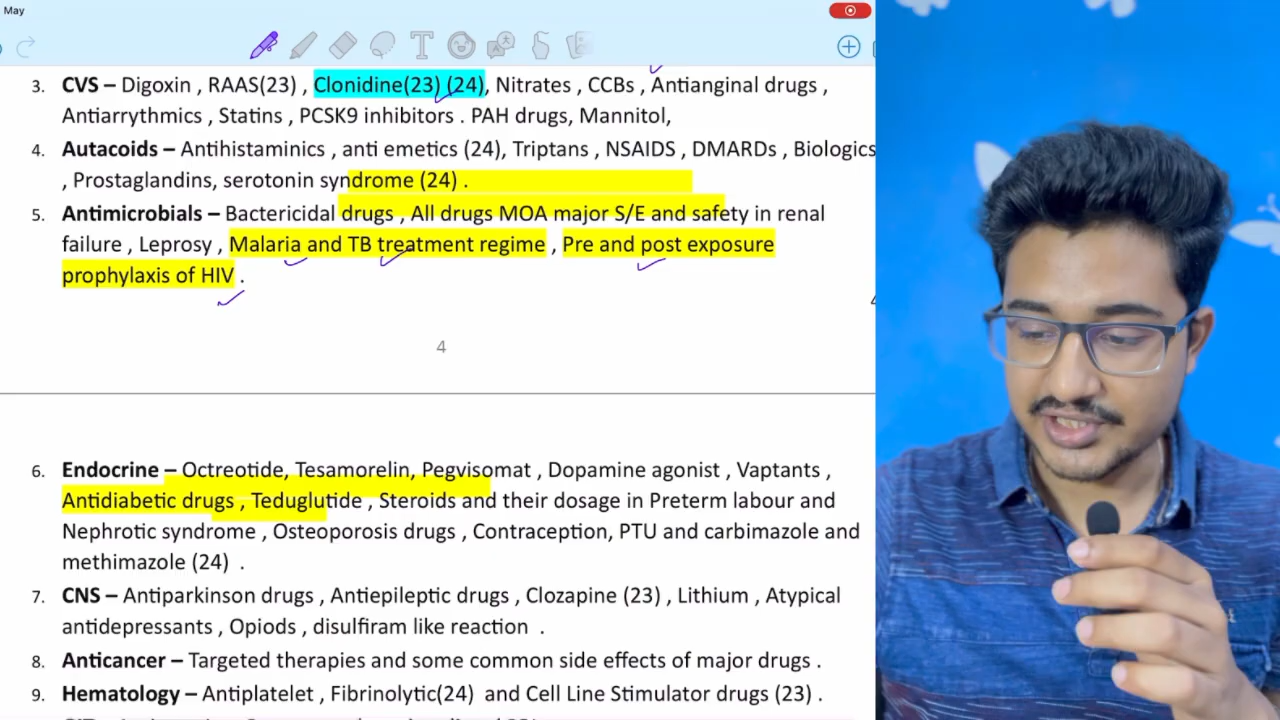 May
3. CVS – Digoxin , RAAS(23) , Clonidine(23) (24), Nitrates , CCBs , Antianginal drugs ,
Antiarrythmics , Statins , PCSK9 inhibitors . PAH drugs, Mannitol,
4. Autacoids – Antihistaminics , anti emetics (24), Triptans , NSAIDS , DMARDs , Biologics
, Prostaglandins, serotonin syndrome (24) .
5. Antimicrobials – Bactericidal drugs , All drugs MOA major S/E and safety in renal
failure , Leprosy , Malaria and TB treatment regime , Pre and post exposure
prophylaxis of HIV .
4
6. Endocrine – Octreotide, Tesamorelin, Pegvisomat , Dopamine agonist , Vaptants ,
Antidiabetic drugs , Teduglutide , Steroids and their dosage in Preterm labour and
Nephrotic syndrome , Osteoporosis drugs , Contraception, PTU and carbimazole and
methimazole (24) .
7. CNS – Antiparkinson drugs , Antiepileptic drugs , Clozapine (23) , Lithium , Atypical
antidepressants , Opiods , disulfiram like reaction .
8. Anticancer – Targeted therapies and some common side effects of major drugs .
9. Hematology – Antiplatelet , Fibrinolytic(24) and Cell Line Stimulator drugs (23) .